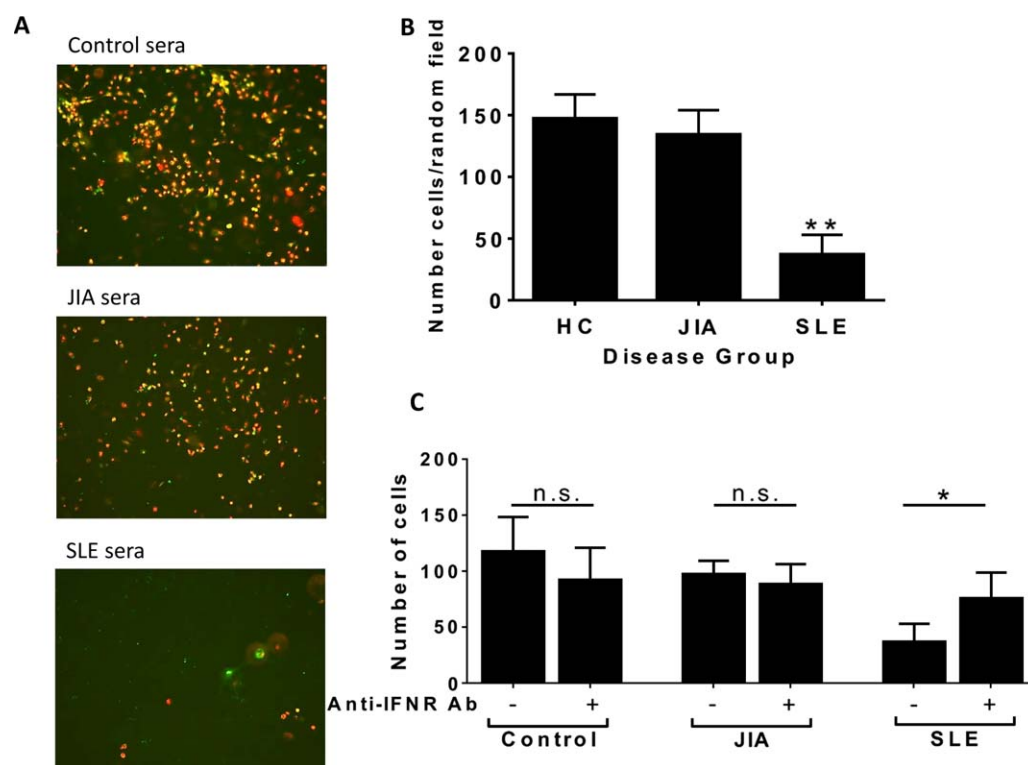 A
Control sera
JIA sera
SLE sera
B
Number cells/random field
200
150
100
50
0
**
HC JIA SLE
Disease Group
C
Number of cells
200
150
100
50
0
n.s. n.s. *
Anti-IFNR Ab - + - + - +
Control JIA SLE